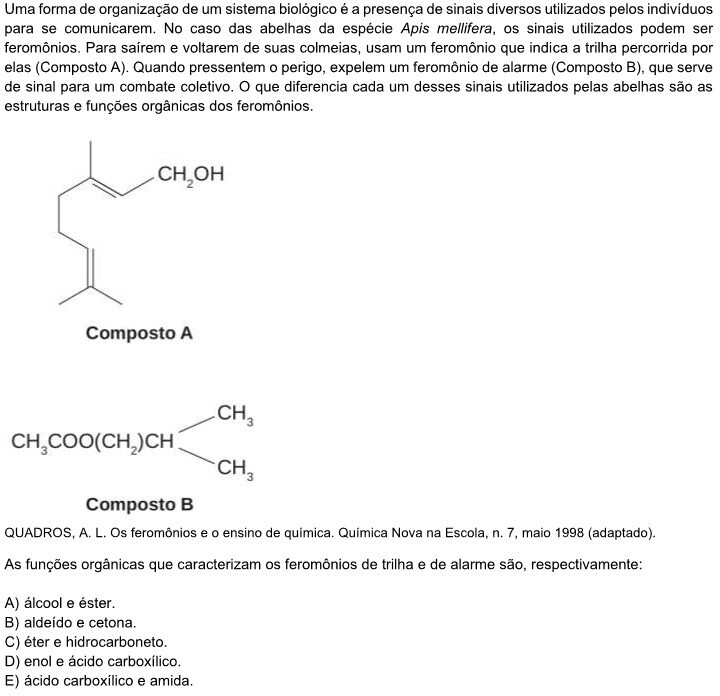 Uma forma de organização de um sistema biológico é a presença de sinais diversos utilizados pelos indivíduos
para se comunicarem. No caso das abelhas da espécie Apis mellifera, os sinais utilizados podem ser
feromônios. Para saírem e voltarem de suas colmeias, usam um feromônio que indica a trilha percorrida por
elas (Composto A). Quando pressentem o perigo, expelem um feromônio de alarme (Composto B), que serve
de sinal para um combate coletivo. O que diferencia cada um desses sinais utilizados pelas abelhas são as
estruturas e funções orgânicas dos feromônios.
CH₂OH
Composto A
CH₃
CH₃COO(CH₂)CH
CH₃
Composto B
QUADROS, A. L. Os feromônios e o ensino de química. Química Nova na Escola, n. 7, maio 1998 (adaptado).
As funções orgânicas que caracterizam os feromônios de trilha e de alarme são, respectivamente:
A) álcool e éster.
B) aldeído e cetona.
C) éter e hidrocarboneto.
D) enol e ácido carboxílico.
E) ácido carboxílico e amida.